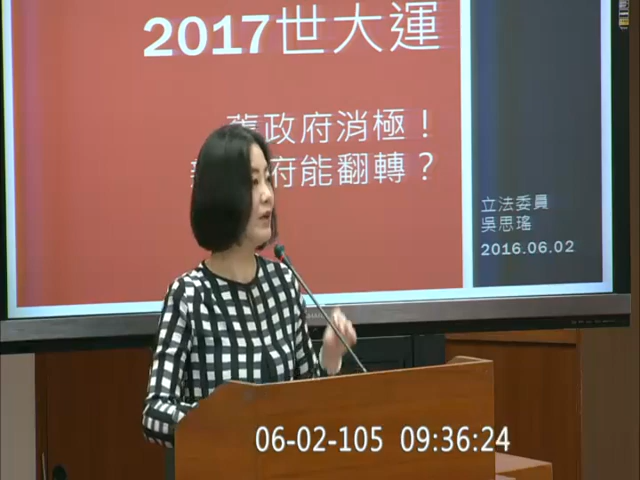 2017世大運
舊政府消極！
府能翻轉？
立法委員
吳思瑤
2016.06.02
06-02-105 09:36:24